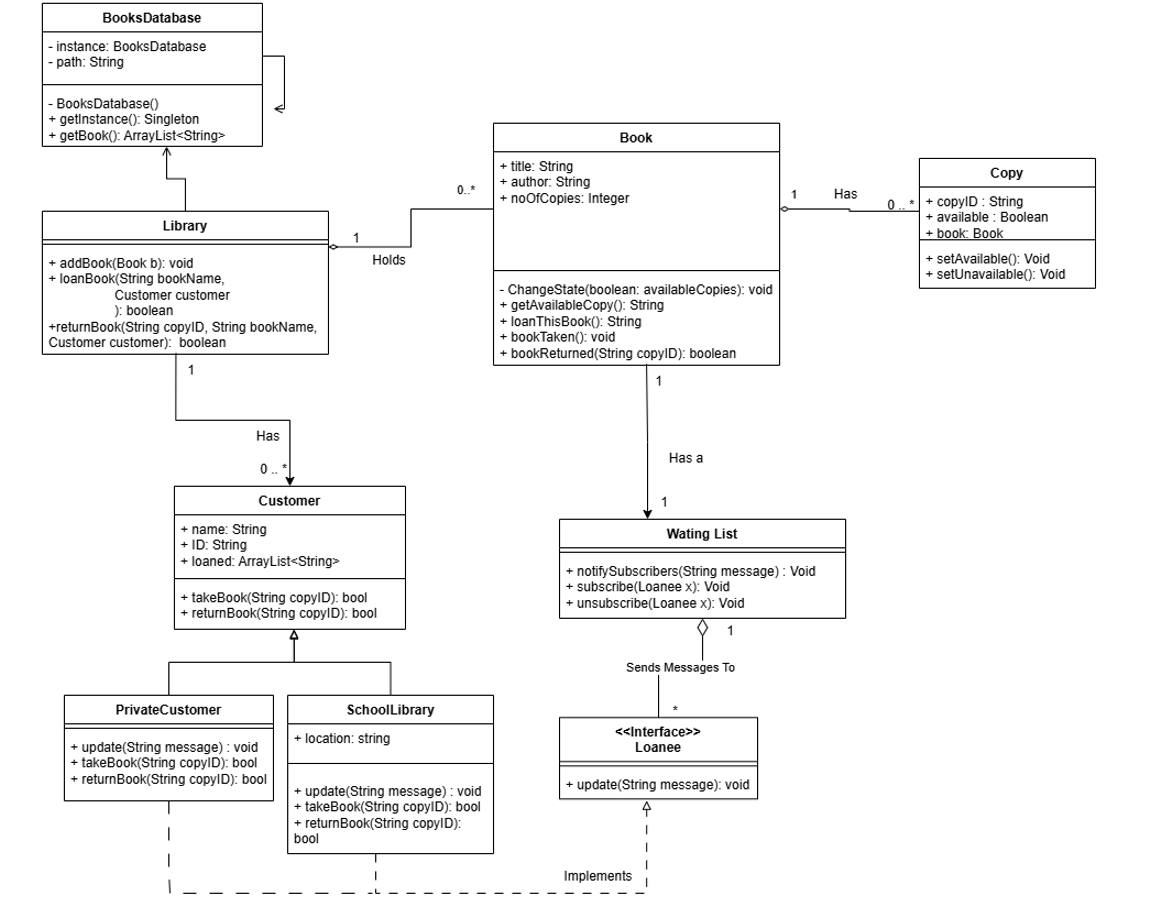 BooksDatabase
- instance: BooksDatabase
- path: String
- BooksDatabase()
+ getInstance(): Singleton
+ getBook(): ArrayList<String>
Library
+ addBook(Book b): void
+ loanBook(String bookName,
Customer customer
): boolean
+returnBook(String copyID, String bookName,
Customer customer): boolean
1
Holds
0..*
Book
+ title: String
+ author: String
+ noOfCopies: Integer
- ChangeState(boolean: availableCopies): void
+ getAvailableCopy(): String
+ loanThisBook(): String
+ bookTaken(): void
+ bookReturned(String copyID): boolean
1
Has
0 .. *
Copy
+ copyID : String
+ available : Boolean
+ book: Book
+ setAvailable(): Void
+ setUnavailable(): Void
1
Has
0 .. *
Customer
+ name: String
+ ID: String
+ loaned: ArrayList<String>
+ takeBook(String copyID): bool
+ returnBook(String copyID): bool
1
Has a
1
Wating List
+ notifySubscribers(String message) : Void
+ subscribe(Loanee x): Void
+ unsubscribe(Loanee x): Void
1
Sends Messages To
*
PrivateCustomer
+ update(String message) : void
+ takeBook(String copyID): bool
+ returnBook(String copyID): bool
SchoolLibrary
+ location: string
+ update(String message) : void
+ takeBook(String copyID): bool
+ returnBook(String copyID):
bool
<<Interface>>
Loanee
+ update(String message): void
Implements